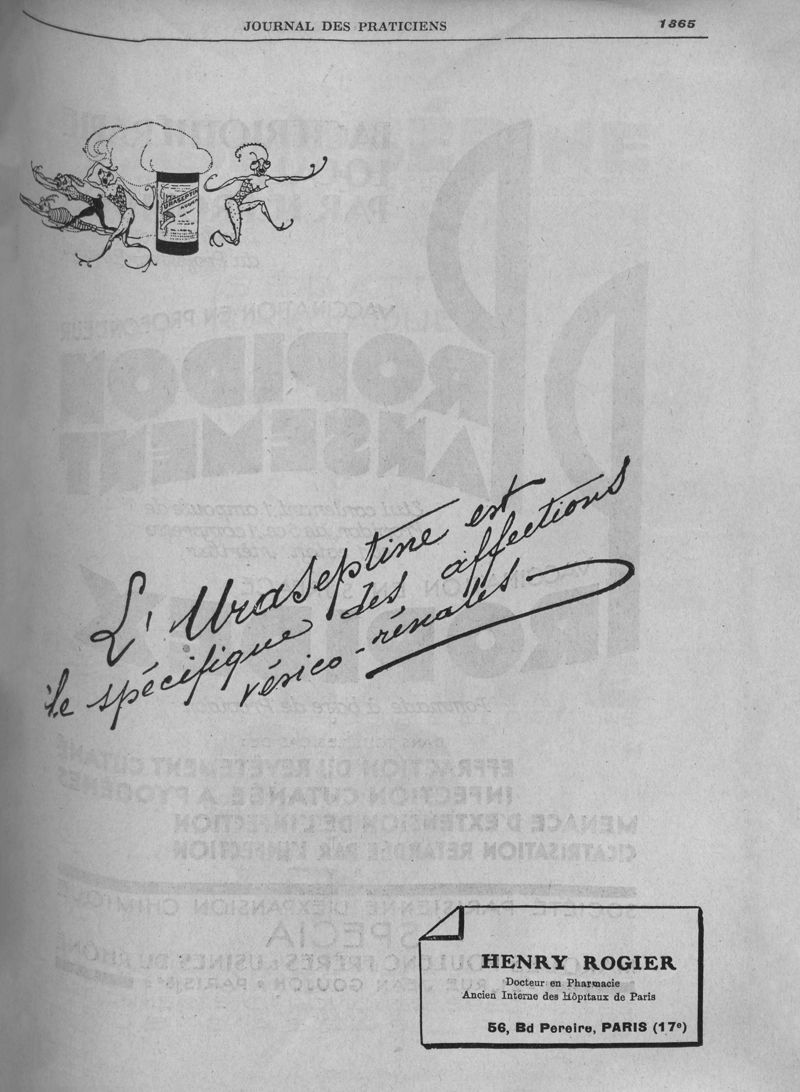 JOURNAL DES PRATICIENS 1365
URASEPTINE
L'Uraseptine est
le spécifique des affections
vésico-rénales
HENRY ROGIER
Docteur en Pharmacie
Ancien Interne des Hôpitaux de Paris
56, Bd Pereire, PARIS (17e)